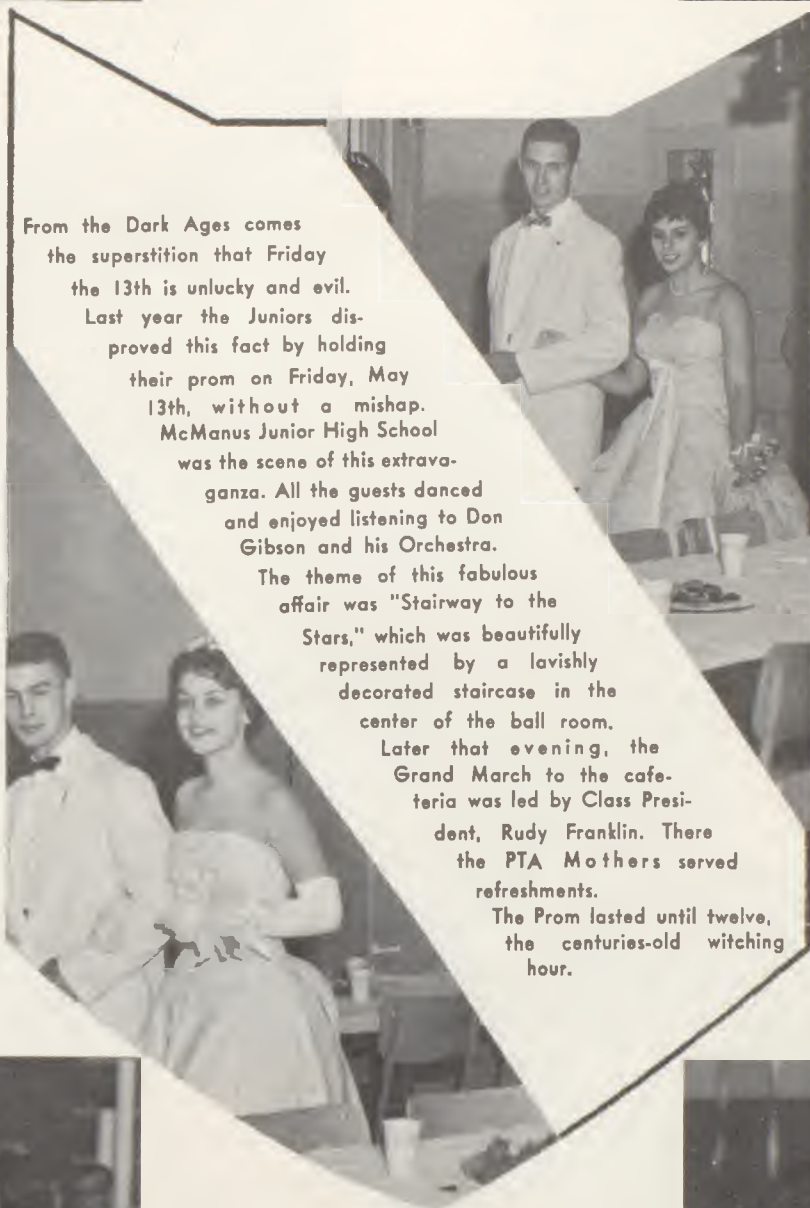 From the Dark Ages comes
the superstition that Friday
the 13th is unlucky and evil.
Last year the Juniors dis-
proved this fact by holding
their prom on Friday, May
13th, without a mishap.
McManus Junior High School
was the scene of this extrava-
ganza. All the guests danced
and enjoyed listening to Don
Gibson and his Orchestra.
The theme of this fabulous
affair was "Stairway to the
Stars," which was beautifully
represented by a lavishly
decorated staircase in the
center of the ball room.
Later that evening, the
Grand March to the cafe-
teria was led by Class Presi-
dent, Rudy Franklin. There
the PTA Mothers served
refreshments.
The Prom lasted until twelve,
the centuries-old witching
hour.